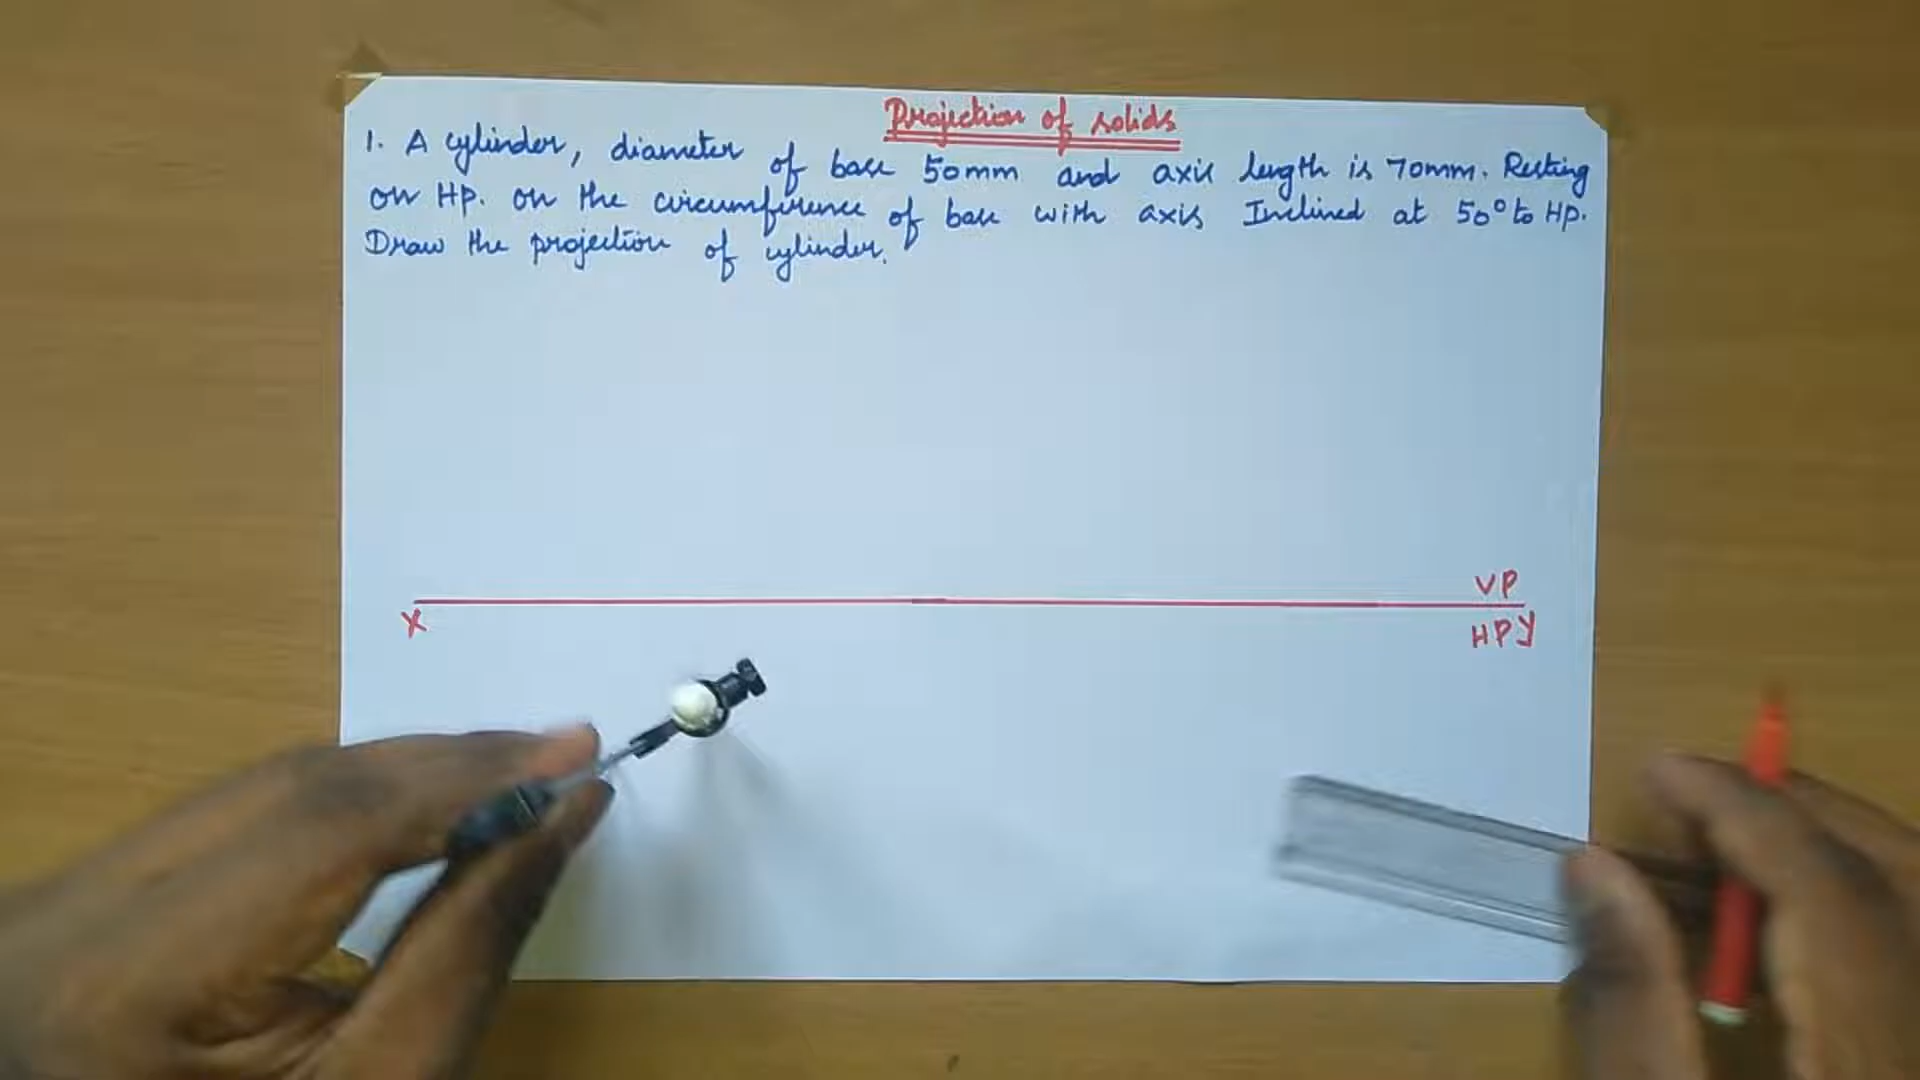 Projection of solids
1. A cylinder, diameter of base 50mm and axis length is 70mm. Resting
on HP. on the circumference of base with axis Inclined at 50° to HP.
Draw the projection of cylinder.
VP
X
HP Y